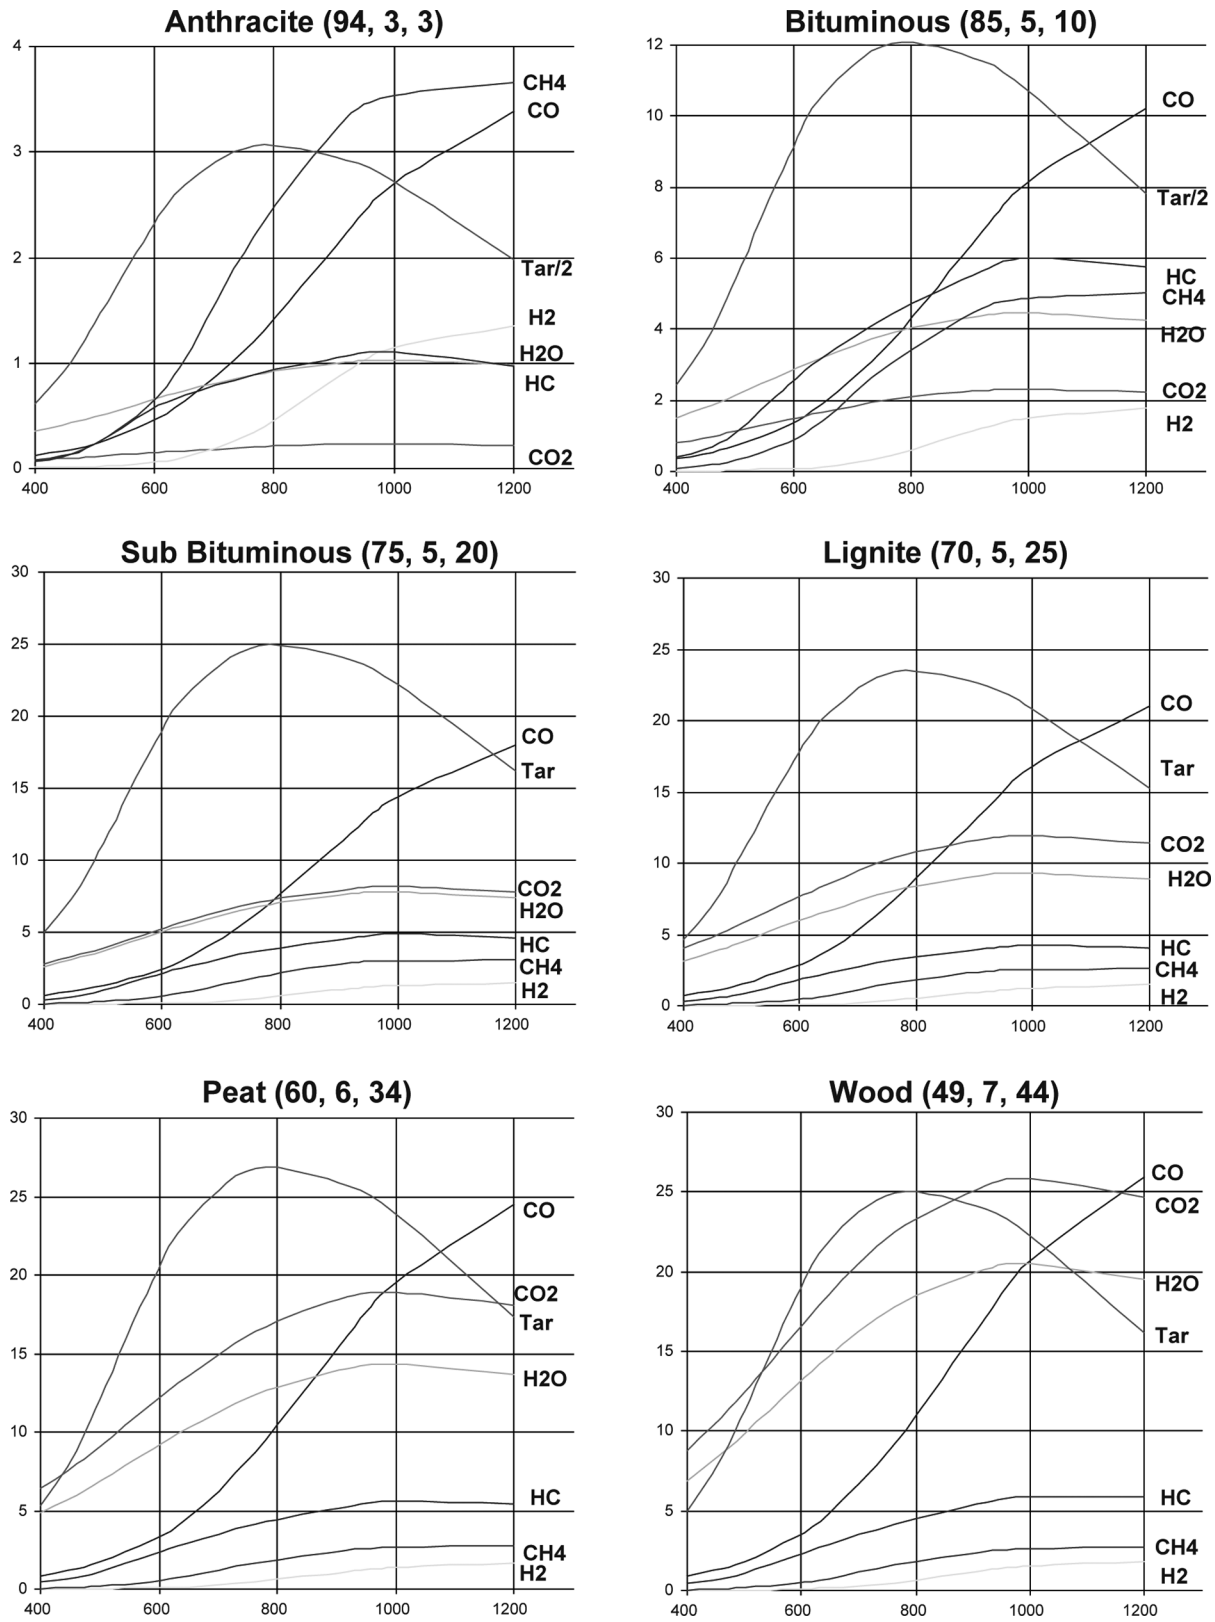 Anthracite (94, 3, 3)
4
3
2
1
0
400 600 800 1000 1200
CH4
CO
Tar/2
H2
H2O
HC
CO2
Bituminous (85, 5, 10)
12
10
8
6
4
2
0
400 600 800 1000 1200
CO
Tar/2
HC
CH4
H2O
CO2
H2
Sub Bituminous (75, 5, 20)
30
25
20
15
10
5
0
400 600 800 1000 1200
CO
Tar
CO2
H2O
HC
CH4
H2
Lignite (70, 5, 25)
30
25
20
15
10
5
0
400 600 800 1000 1200
CO
Tar
CO2
H2O
HC
CH4
H2
Peat (60, 6, 34)
30
25
20
15
10
5
0
400 600 800 1000 1200
CO
CO2
Tar
H2O
HC
CH4
H2
Wood (49, 7, 44)
30
25
20
15
10
5
0
400 600 800 1000 1200
CO
CO2
H2O
Tar
HC
CH4
H2